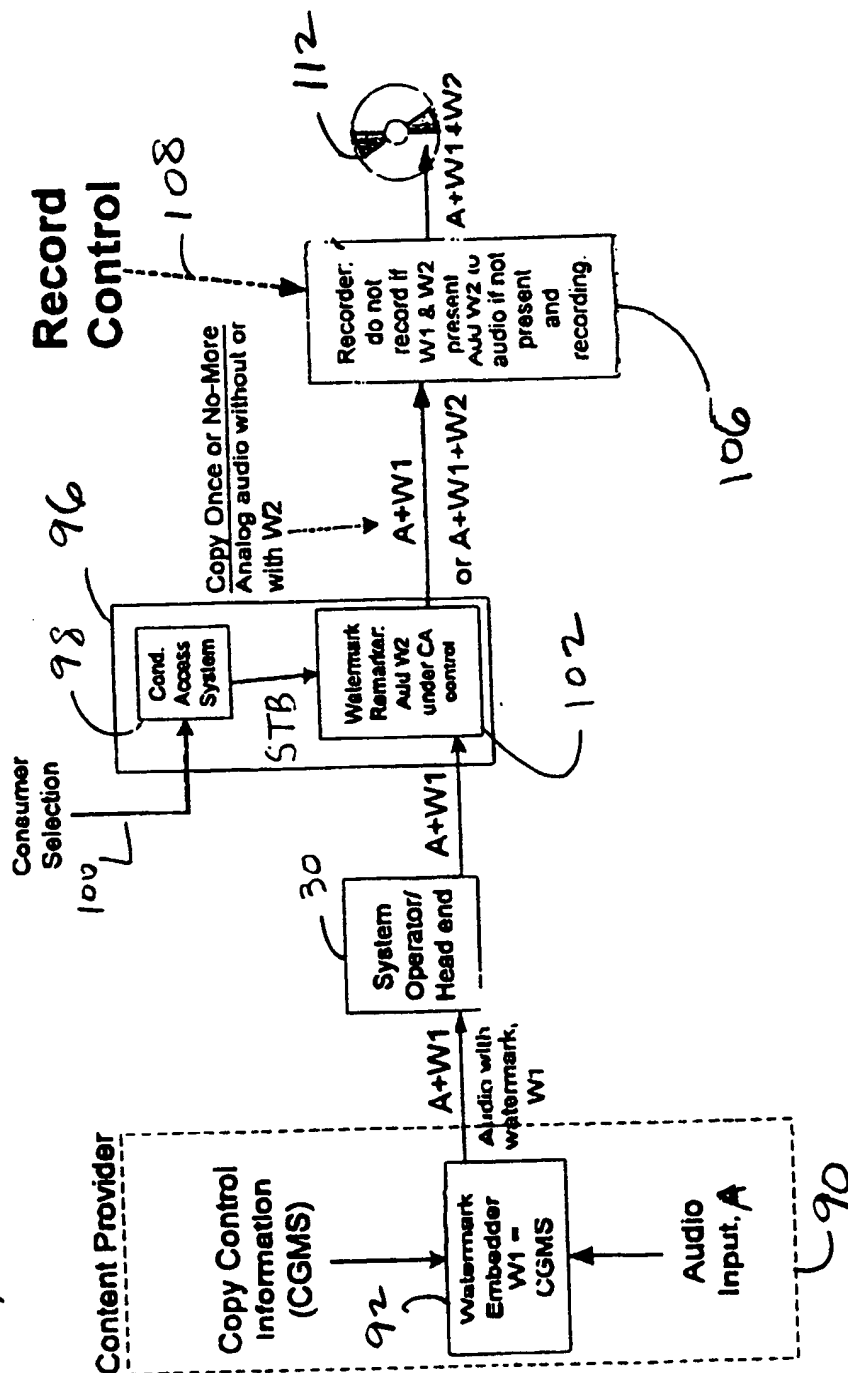 Content Provider
Copy Control
Information
(CGMS)
92
Watermark
Embedder
W1 =
CGMS
Audio
Input, A
90
A+W1
Audio with
watermark,
W1
30
System
Operator/
Head end
A+W1
Consumer
Selection
100
98
96
Cond.
Access
System
STB
Watermark
Remarker:
Add W2
under CA
control
102
Copy Once or No-More
Analog audio without or
with W2
A+W1
or A+W1+W2
Record
Control
108
Recorder:
do not
record if
W1 & W2
present
Add W2 to
audio if not
present
and
recording.
106
112
A+W1+W2